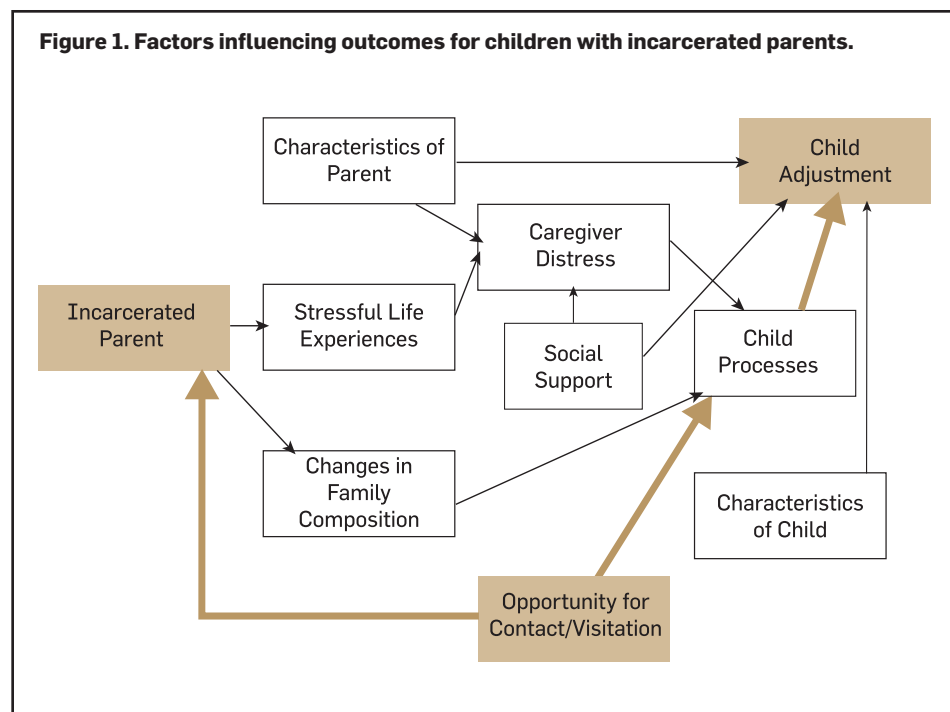 Figure 1. Factors influencing outcomes for children with incarcerated parents.
Characteristics of
Parent
Child
Adjustment
Caregiver
Distress
Incarcerated
Parent
Stressful Life
Experiences
Social
Support
Child
Processes
Changes in
Family
Composition
Characteristics
of Child
Opportunity for
Contact/Visitation